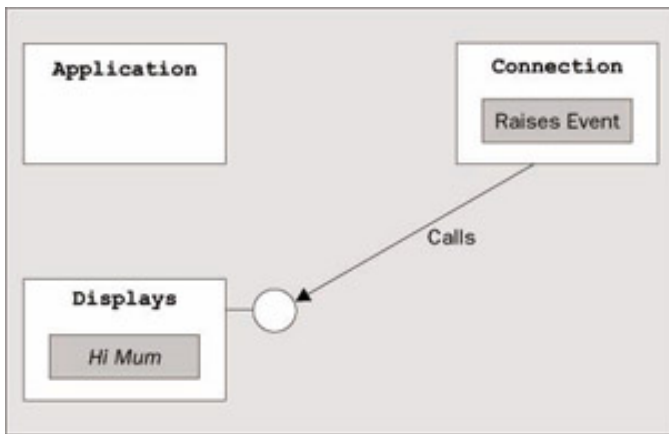 Application
Connection
Raises Event
Calls
Displays
Hi Mum